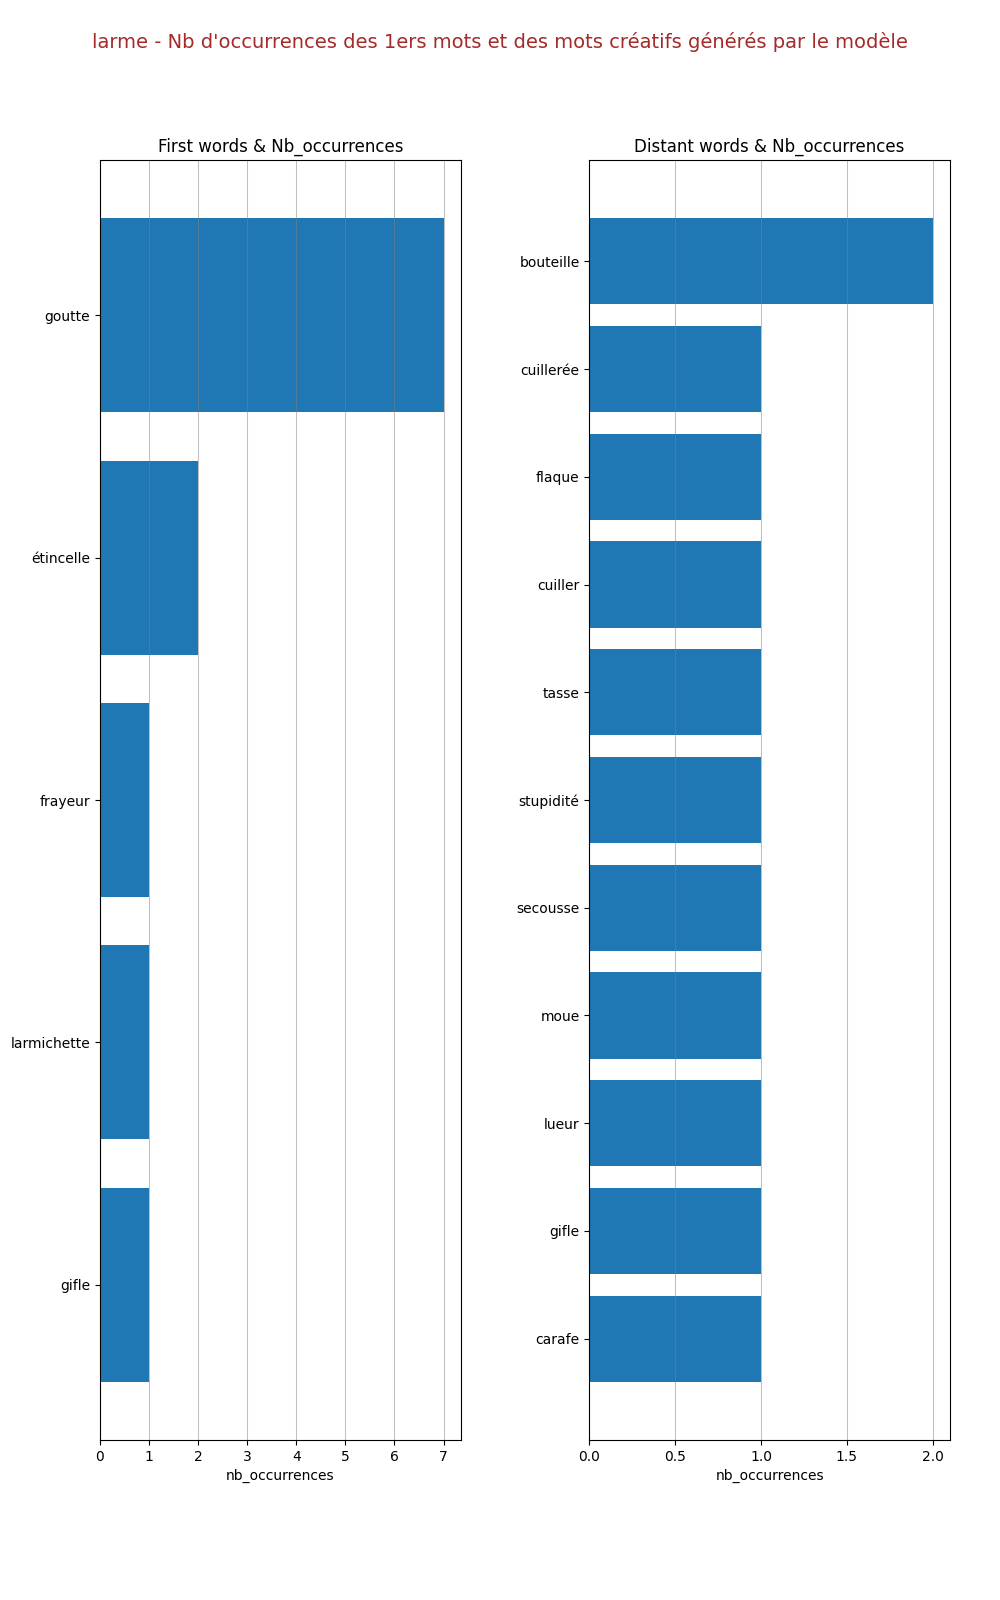 larme - Nb d'occurrences des 1ers mots et des mots créatifs générés par le modèle
First words & Nb_occurrences
goutte
étincelle
frayeur
larmichette
gifle
0 1 2 3 4 5 6 7
nb_occurrences
Distant words & Nb_occurrences
bouteille
cuillerée
flaque
cuiller
tasse
stupidité
secousse
moue
lueur
gifle
carafe
0.0 0.5 1.0 1.5 2.0
nb_occurrences